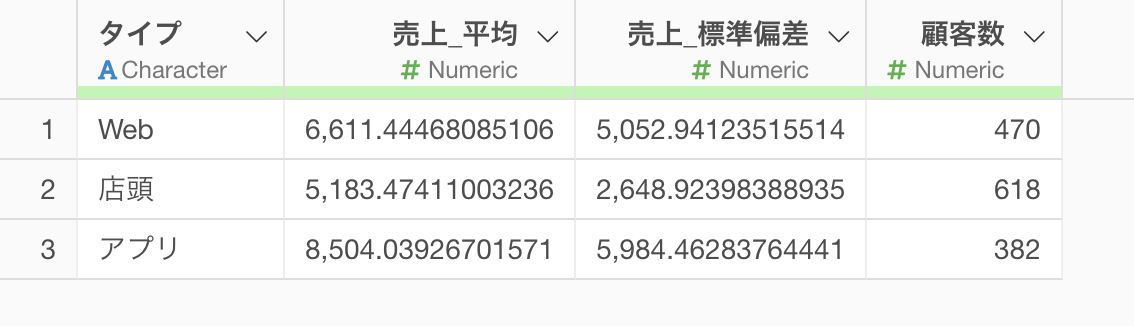 タイプ 売上_平均 売上_標準偏差 顧客数
A Character # Numeric # Numeric # Numeric
1 Web 6,611.44468085106 5,052.94123515514 470
2 店頭 5,183.47411003236 2,648.92398388935 618
3 アプリ 8,504.03926701571 5,984.46283764441 382